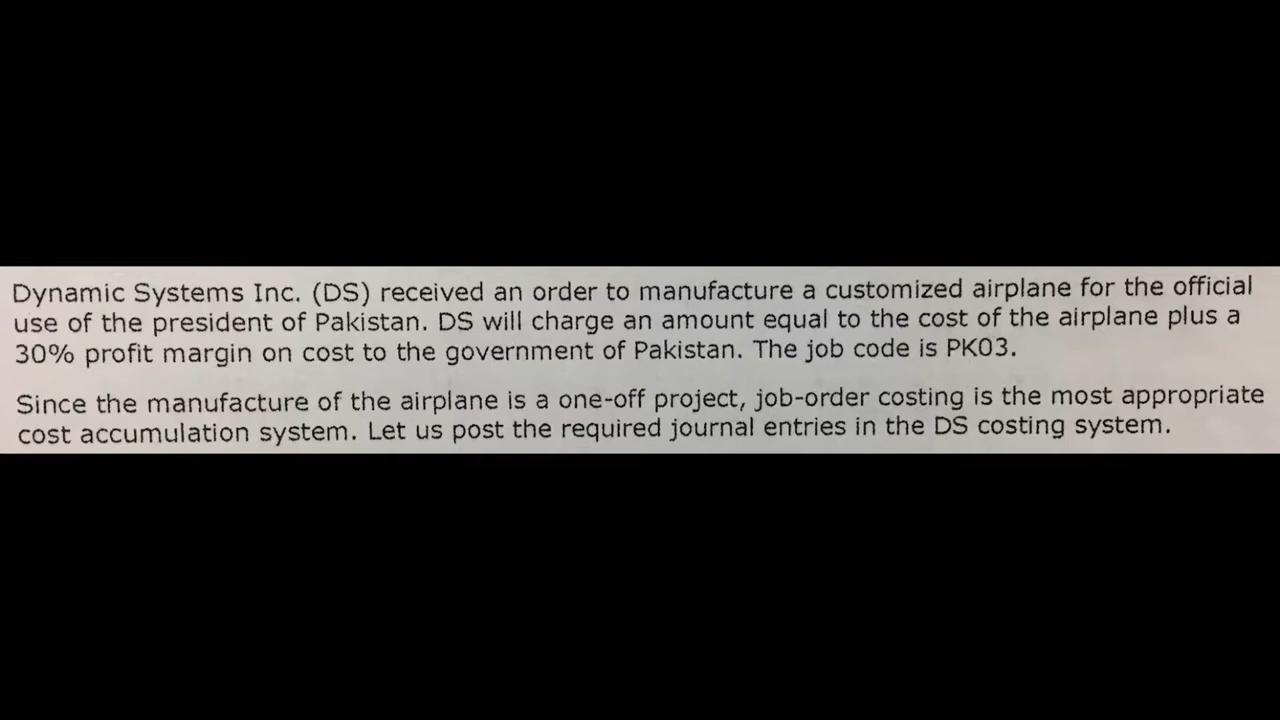 Dynamic Systems Inc. (DS) received an order to manufacture a customized airplane for the official
use of the president of Pakistan. DS will charge an amount equal to the cost of the airplane plus a
30% profit margin on cost to the government of Pakistan. The job code is PK03.
Since the manufacture of the airplane is a one-off project, job-order costing is the most appropriate
cost accumulation system. Let us post the required journal entries in the DS costing system.